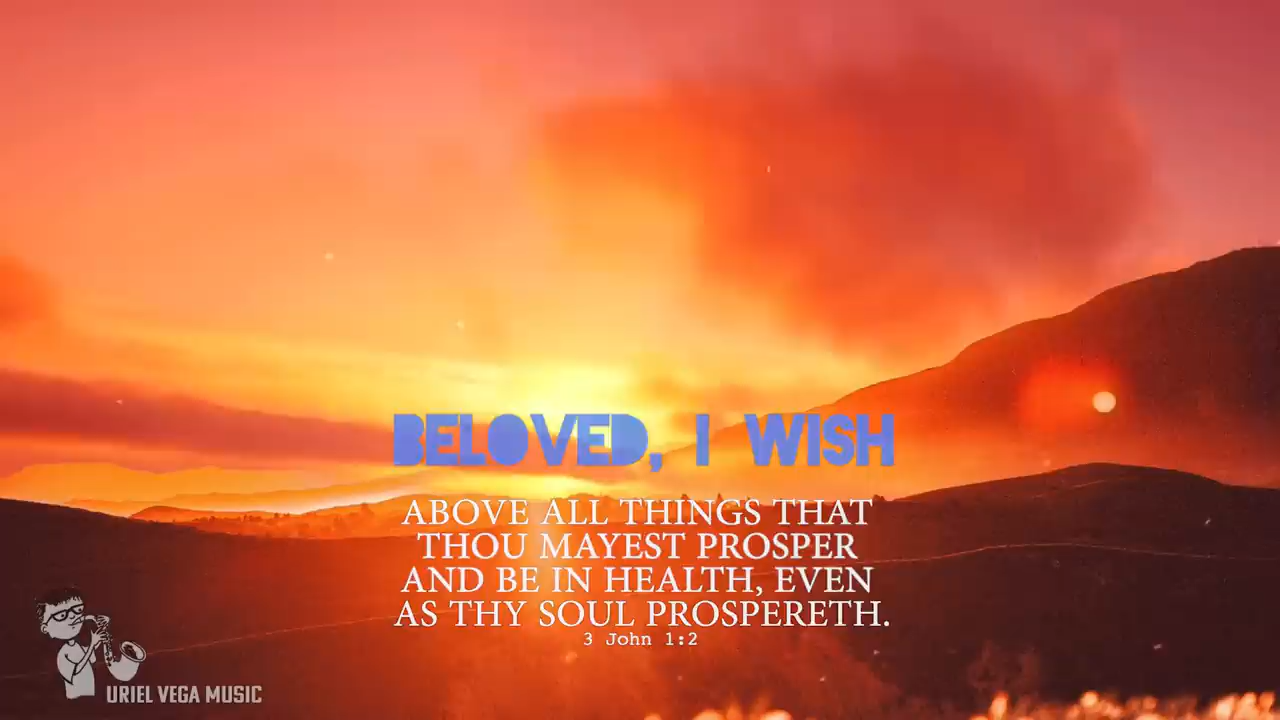 BELOVED, I WISH
ABOVE ALL THINGS THAT
THOU MAYEST PROSPER
AND BE IN HEALTH, EVEN
AS THY SOUL PROSPERETH.
3 John 1:2
URIEL VEGA MUSIC